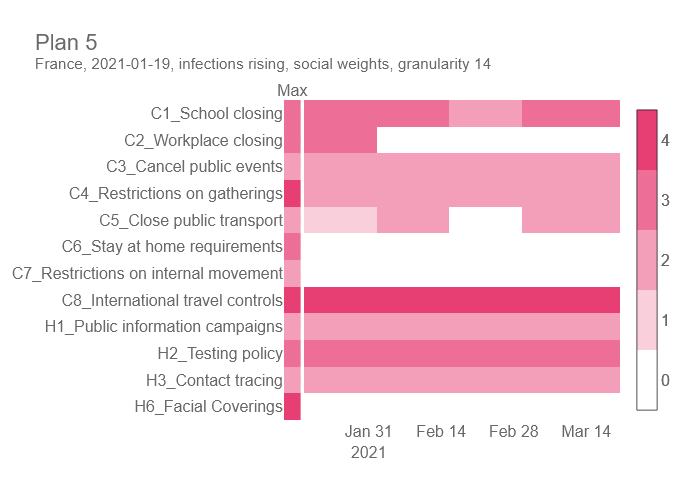 Plan 5
France, 2021-01-19, infections rising, social weights, granularity 14
Max
C1_School closing
C2_Workplace closing
C3_Cancel public events
C4_Restrictions on gatherings
C5_Close public transport
C6_Stay at home requirements
C7_Restrictions on internal movement
C8_International travel controls
H1_Public information campaigns
H2_Testing policy
H3_Contact tracing
H6_Facial Coverings
4
3
2
1
0
Jan 31 Feb 14 Feb 28 Mar 14
2021